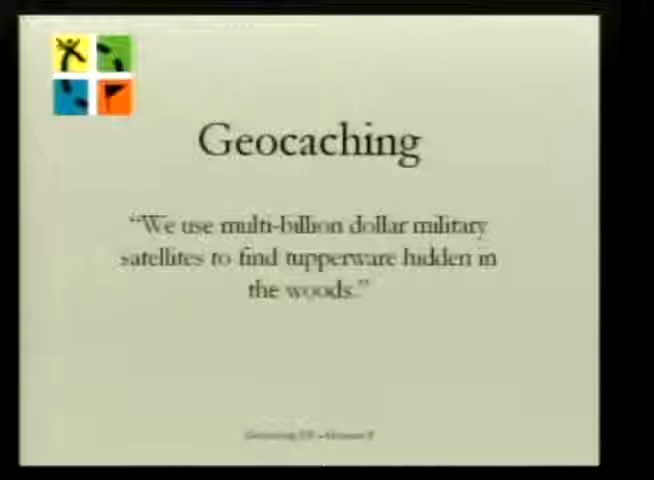 Geocaching
“We use multi-billion dollar military
satellites to find tupperware hidden in
the woods.”